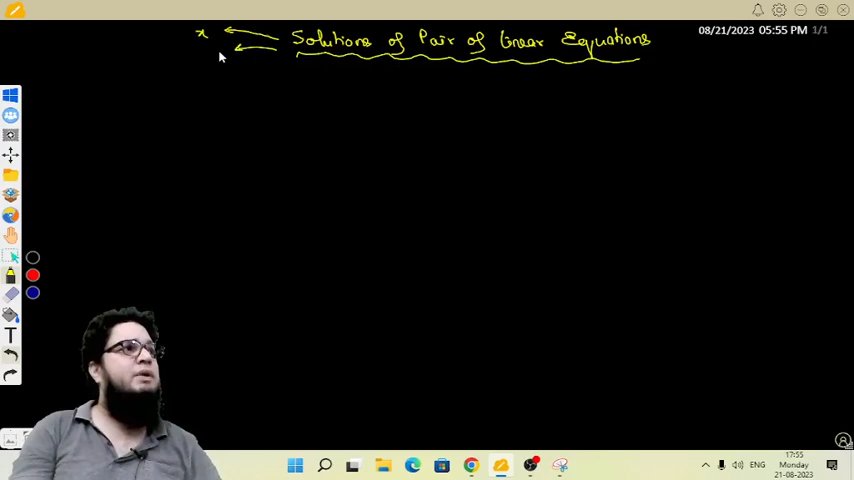 x Solutions of Pair of Linear Equations
08/21/2023 05:55 PM 1/1
T
ENG
17:55
Monday
21-08-2023